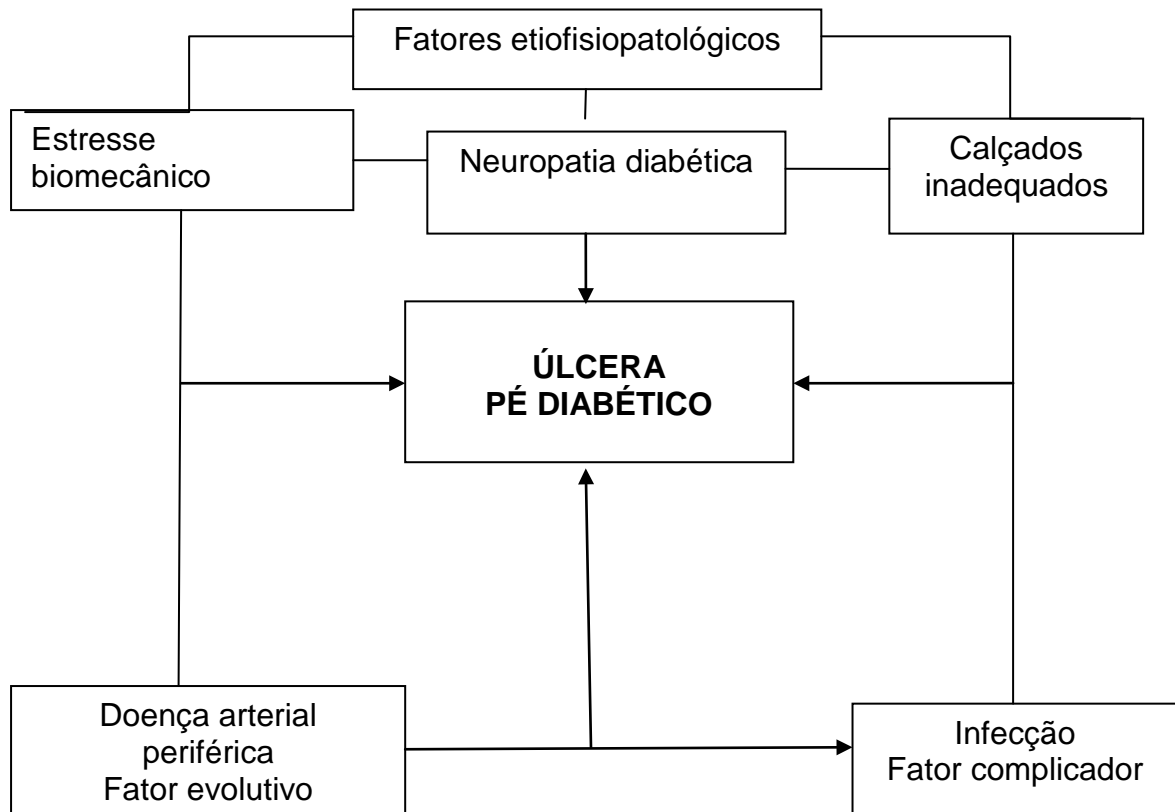 Fatores etiofisiopatológicos
Estresse
biomecânico
Neuropatia diabética
Calçados
inadequados
ÚLCERA
PÉ DIABÉTICO
Doença arterial
periférica
Fator evolutivo
Infecção
Fator complicador